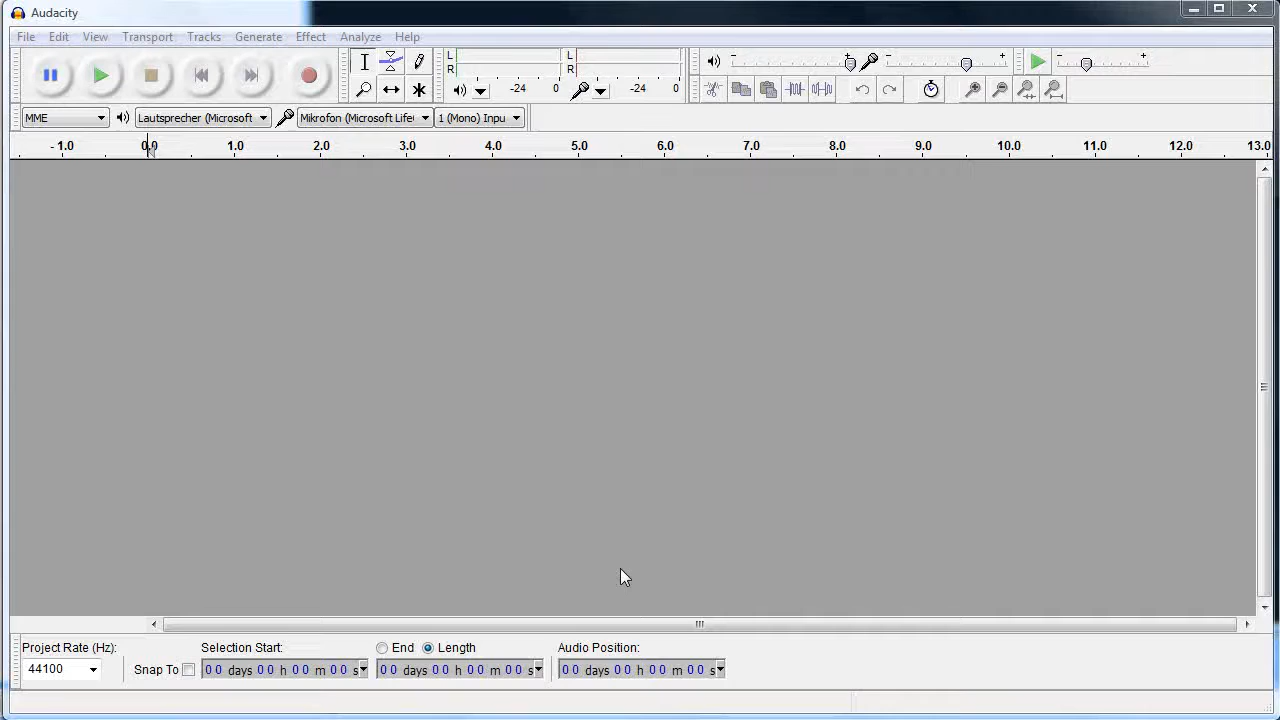 Audacity
File Edit View Transport Tracks Generate Effect Analyze Help
L R -24 0 L R -24 0 - + - + - +
MME Lautsprecher (Microsoft Mikrofon (Microsoft Life 1 (Mono) Inpu
- 1.0 0.0 1.0 2.0 3.0 4.0 5.0 6.0 7.0 8.0 9.0 10.0 11.0 12.0 13.0
Project Rate (Hz): Selection Start: End Length Audio Position:
44100 Snap To 00 days 00 h 00 m 00 s 00 days 00 h 00 m 00 s 00 days 00 h 00 m 00 s